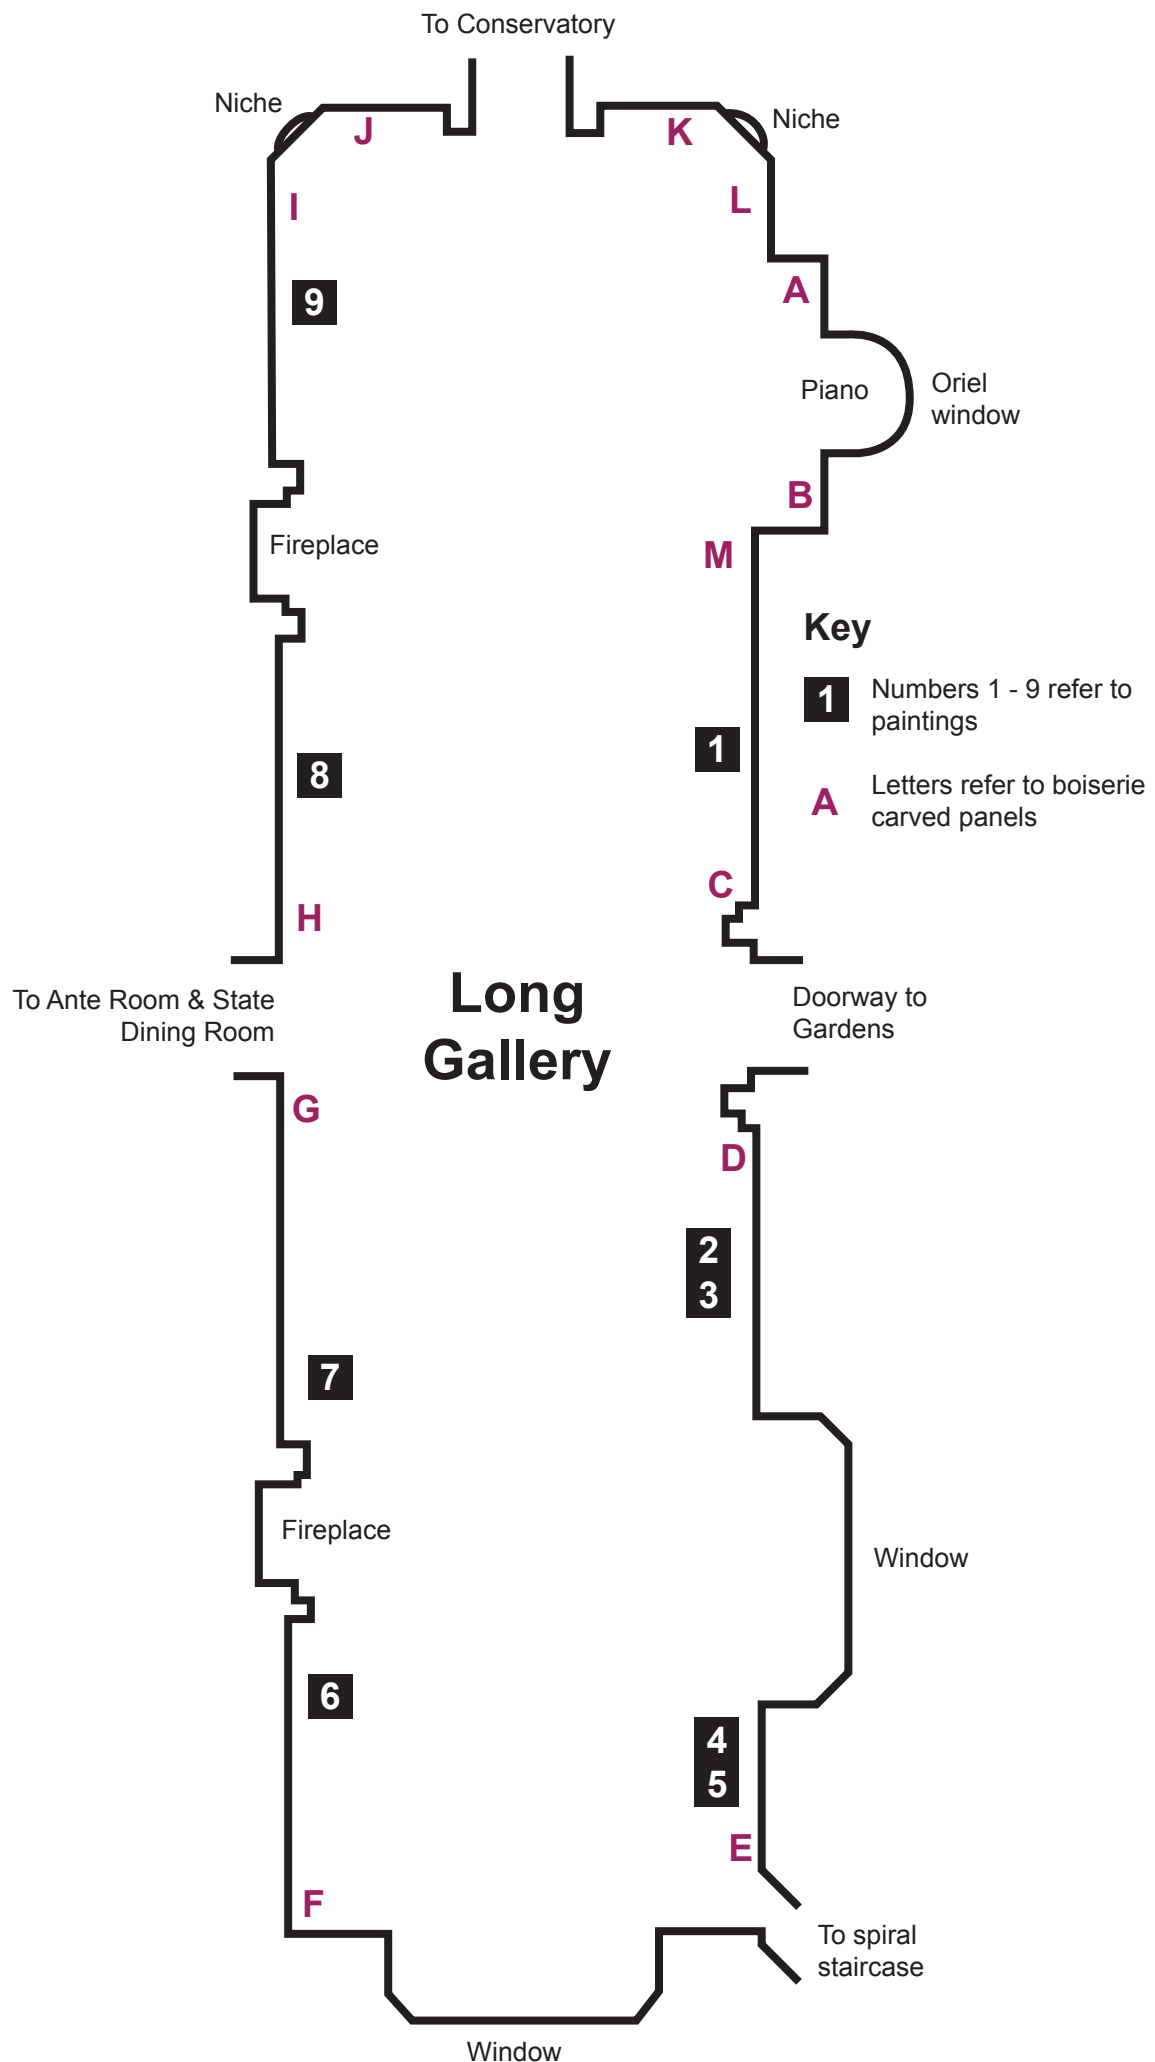 To Conservatory
Niche
Niche
J
K
I
L
A
9
Piano
Oriel
window
B
Fireplace
M
Key
1
Numbers 1 - 9 refer to
paintings
1
8
A
Letters refer to boiserie
carved panels
C
H
Long
Gallery
To Ante Room & State
Dining Room
Doorway to
Gardens
G
D
2
3
7
Fireplace
Window
6
4
5
E
F
To spiral
staircase
Window